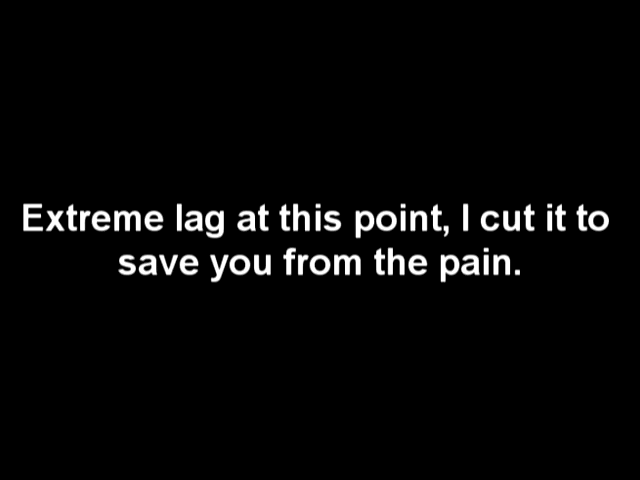 Extreme lag at this point, I cut it to
save you from the pain.